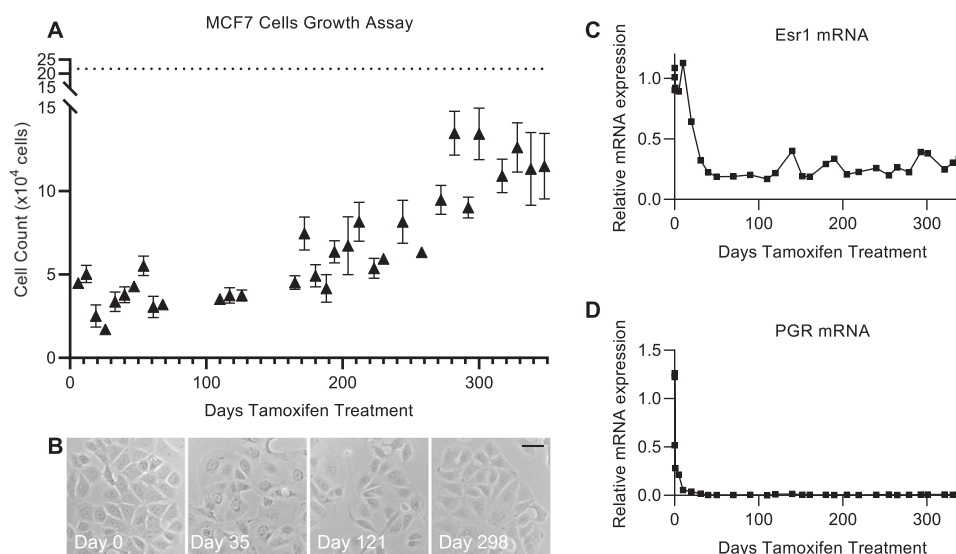 A
MCF7 Cells Growth Assay
25
20
15
15
10
5
0
Cell Count (x10⁴ cells)
0 100 200 300
Days Tamoxifen Treatment
B
Day 0 Day 35 Day 121 Day 298
C
Esr1 mRNA
Relative mRNA expression
1.0
0.5
0.0
0 100 200 300
Days Tamoxifen Treatment
D
PGR mRNA
Relative mRNA expression
1.5
1.0
0.5
0.0
0 100 200 300
Days Tamoxifen Treatment